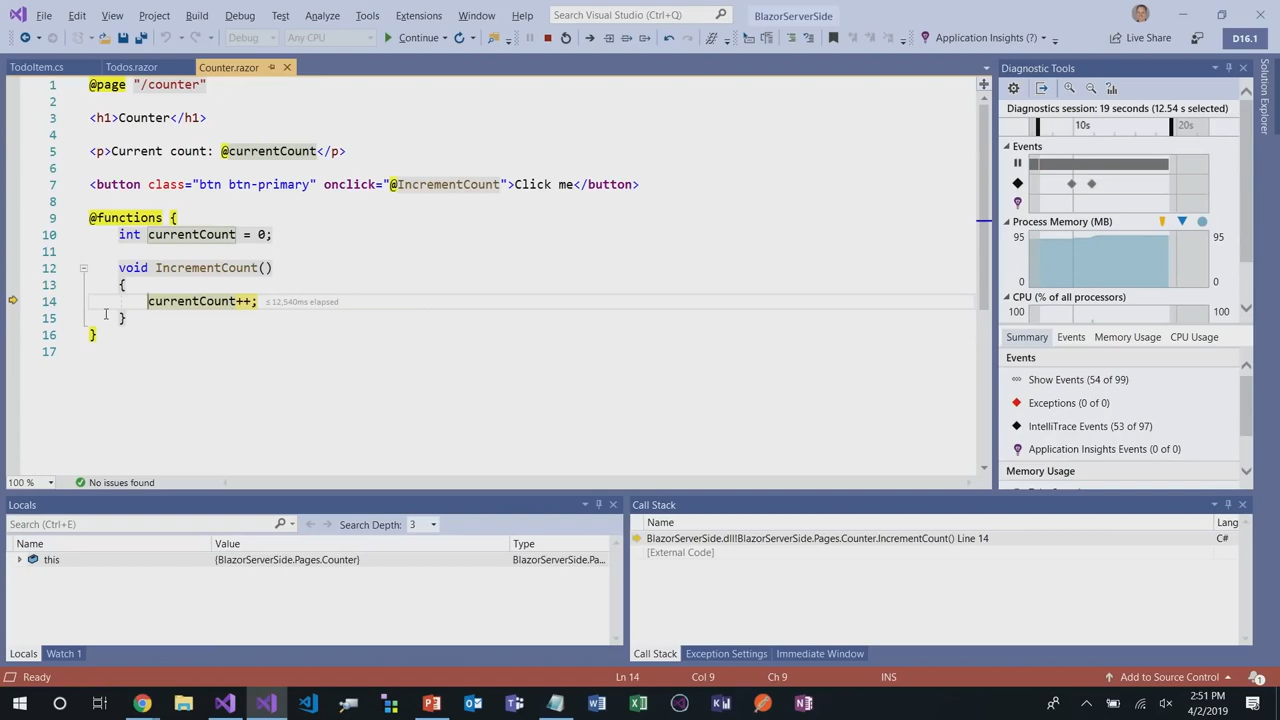 File Edit View Project Build Debug Test Analyze Tools Extensions Window Help Search Visual Studio BlazorServerSide
Debug Any CPU Continue Application Insights (?) Live Share D16.1
TodoItem.cs Todos.razor Counter.razor
Diagnostic Tools
Solution Explorer
1 @page "/counter"
2
3 <h1>Counter</h1>
4
5 <p>Current count: @currentCount</p>
6
7 <button class="btn btn-primary" onclick="@IncrementCount">Click me</button>
8
9 @functions {
10 int currentCount = 0;
11
12 void IncrementCount()
13 {
14 currentCount++; ≤ 12,540ms elapsed
15 }
16 }
17
100 % No issues found
Diagnostics session: 19 seconds (12.54 s selected)
10s 20s
Events
Process Memory (MB)
95 95
0 0
CPU (% of all processors)
100 100
Summary Events Memory Usage CPU Usage
Events
Show Events (54 of 99)
Exceptions (0 of 0)
IntelliTrace Events (53 of 97)
Application Insights Events (0 of 0)
Memory Usage
Locals
Search (Ctrl+E) Search Depth: 3
Name Value Type
this {BlazorServerSide.Pages.Counter} BlazorServerSide.Pa...
Locals Watch 1
Call Stack
Name Lang
BlazorServerSide.dll!BlazorServerSide.Pages.Counter.IncrementCount() Line 14 C#
[External Code]
Call Stack Exception Settings Immediate Window
Ready Ln 14 Col 9 Ch 9 INS Add to Source Control 1
2:51 PM
4/2/2019